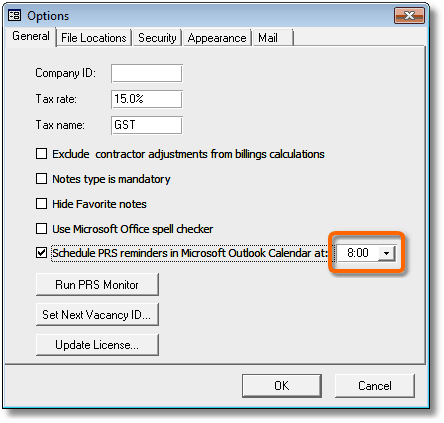 Options
General File Locations Security Appearance Mail
Company ID:
Tax rate: 15.0%
Tax name: GST
Exclude contractor adjustments from billings calculations
Notes type is mandatory
Hide Favorite notes
Use Microsoft Office spell checker
Schedule PRS reminders in Microsoft Outlook Calendar at: 8:00
Run PRS Monitor
Set Next Vacancy ID...
Update License...
OK Cancel